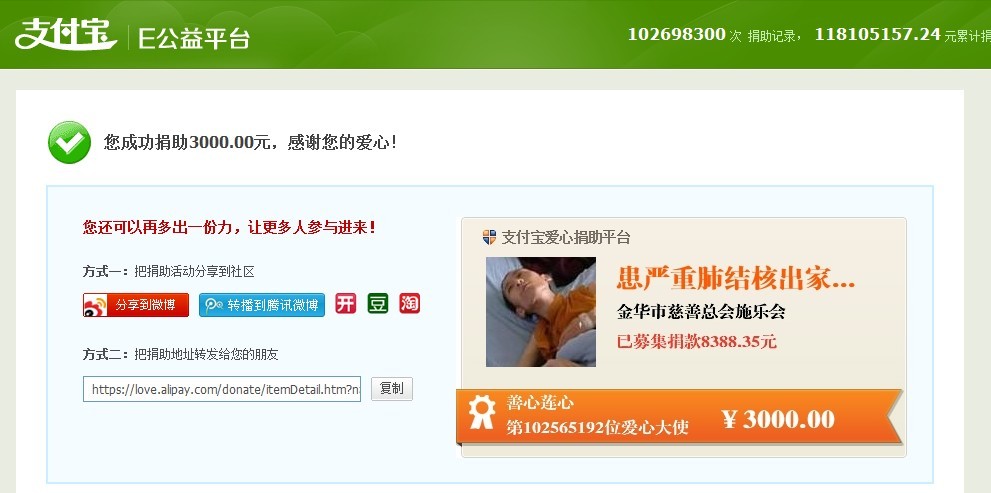 支付宝 E公益平台
102698300 次 捐助记录， 118105157.24 元累计捐
您成功捐助3000.00元，感谢您的爱心！
您还可以再多出一份力，让更多人参与进来！
方式一：把捐助活动分享到社区
分享到微博 转播到腾讯微博 开 豆 淘
方式二：把捐助地址转发给您的朋友
https://love.alipay.com/donate/itemDetail.htm?n
复制
支付宝爱心捐助平台
患严重肺结核出家...
金华市慈善总会施乐会
已募集捐款8388.35元
善心莲心
第102565192位爱心大使
¥ 3000.00